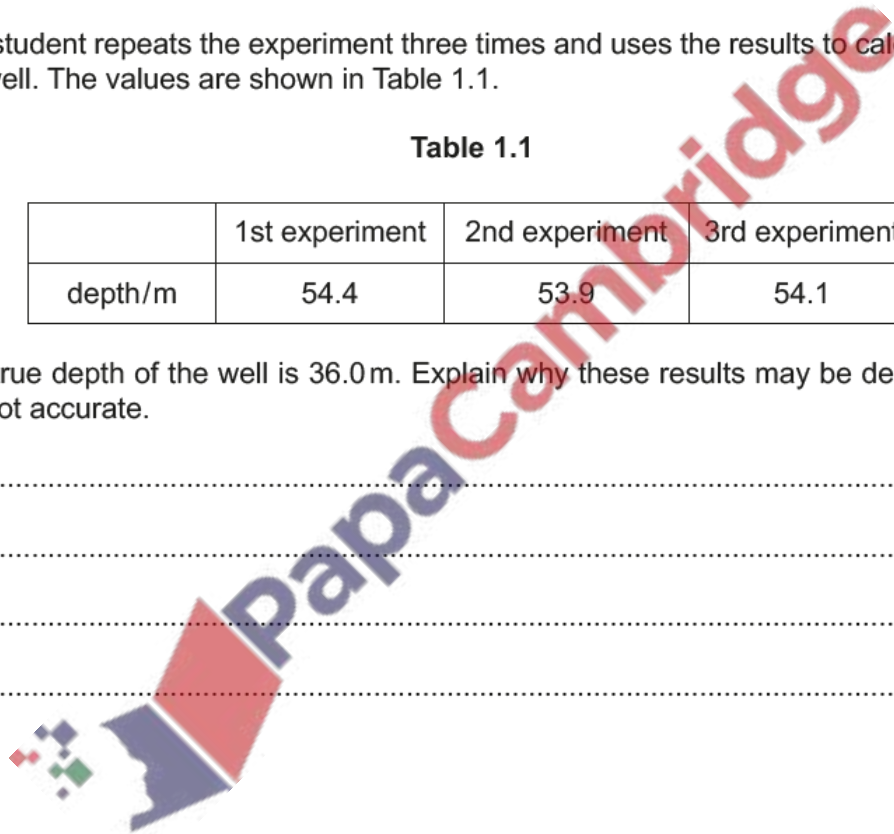 student repeats the experiment three times and uses the results to cal
ell. The values are shown in Table 1.1.
Table 1.1
1st experiment 2nd experiment 3rd experiment
depth/m 54.4 53.9 54.1
rue depth of the well is 36.0 m. Explain why these results may be de
ot accurate.
PapaCambridge